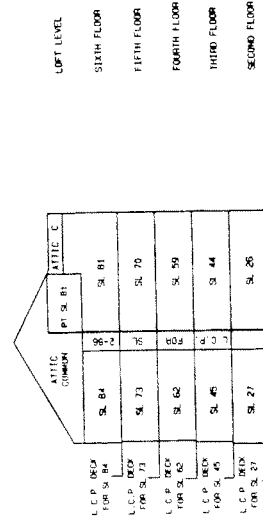 LOFT LEVEL
SIXTH FLOOR
FIFTH FLOOR
FOURTH FLOOR
THIRD FLOOR
SECOND FLOOR
ATTIC
COMMON
PT SL 81
ATTIC C
SL 84
2-96
SL 81
SL 73
SL
SL 70
SL 62
FOR
SL 59
SL 45
L.C.P.
SL 44
SL 27
SL 26
L.C.P. DECK
FOR SL 84
L.C.P. DECK
FOR SL 73
L.C.P. DECK
FOR SL 62
L.C.P. DECK
FOR SL 45
L.C.P. DECK
FOR SL 27